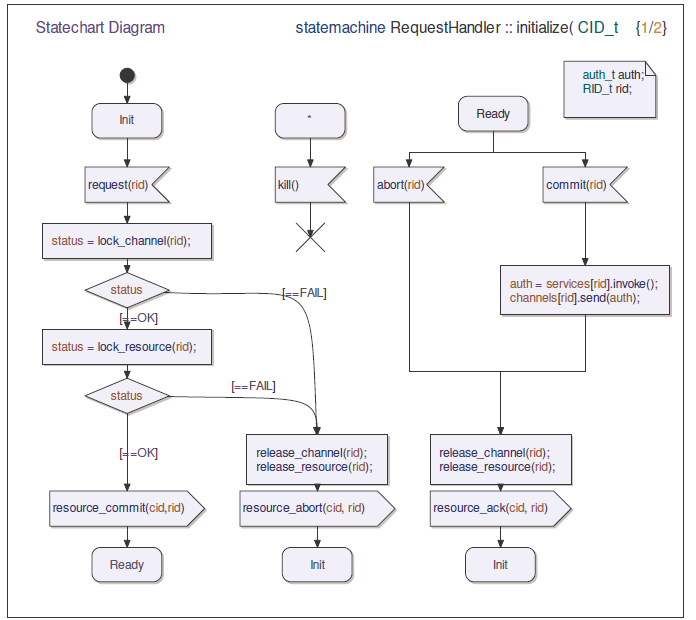 Statechart Diagram
statemachine RequestHandler :: initialize( CID_t {1/2}
auth_t auth;
RID_t rid;
Init
*
Ready
request(rid)
kill()
abort(rid)
commit(rid)
status = lock_channel(rid);
status
[==FAIL]
[==OK]
auth = services[rid].invoke();
channels[rid].send(auth);
status = lock_resource(rid);
status
[==FAIL]
[==OK]
release_channel(rid);
release_resource(rid);
release_channel(rid);
release_resource(rid);
resource_commit(cid,rid)
resource_abort(cid, rid)
resource_ack(cid, rid)
Ready
Init
Init